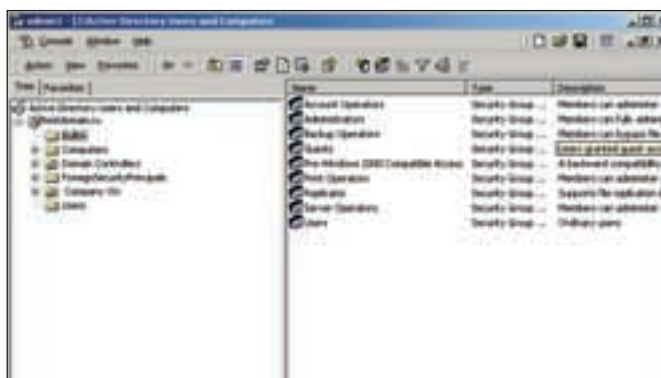 Active Directory Users and Computers
Console Window Help
Action View Favorites
Tree Favorites
Name Type Description
Active Directory Users and Computers
Builtin
Computers
Domain Controllers
ForeignSecurityPrincipals
Company
Users
Account Operators Security Group ... Members can administer
Administrators Security Group ... Members can fully
Backup Operators Security Group ... Members can bypass
Guests Security Group ... Users granted guest
Pre-Windows 2000 Compatible Access Security Group ... A backward compatibility
Print Operators Security Group ... Members can administer
Replicator Security Group ... Supports file replication
Server Operators Security Group ... Members can administer
Users Security Group ... Ordinary users